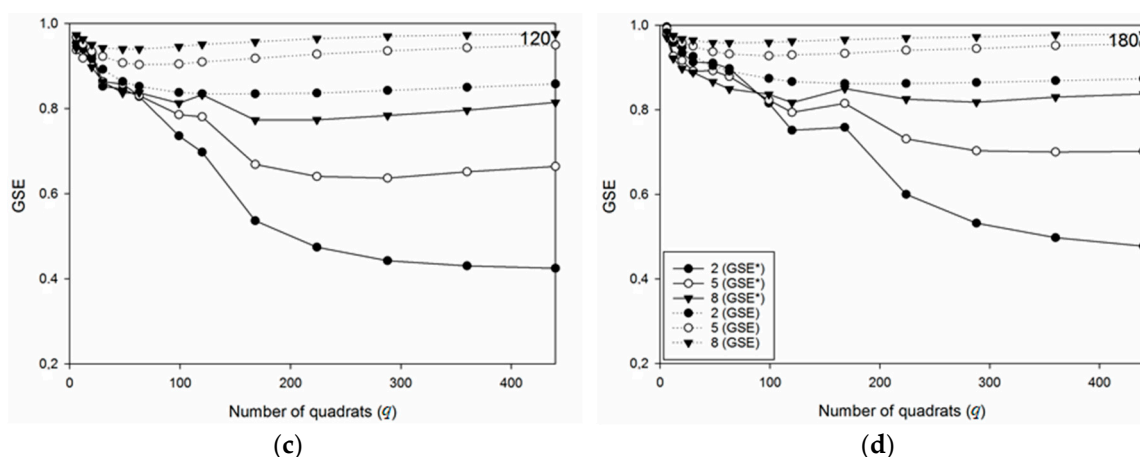 1.0
120
0.8
0.6
0.4
0,2
GSE
0
100
200
300
400
Number of quadrats (q)
(c)
1.0
180
0.8
0.6
0.4
0,2
GSE
2 (GSE*)
5 (GSE*)
8 (GSE*)
2 (GSE)
5 (GSE)
8 (GSE)
0
100
200
300
400
Number of quadrats (q)
(d)